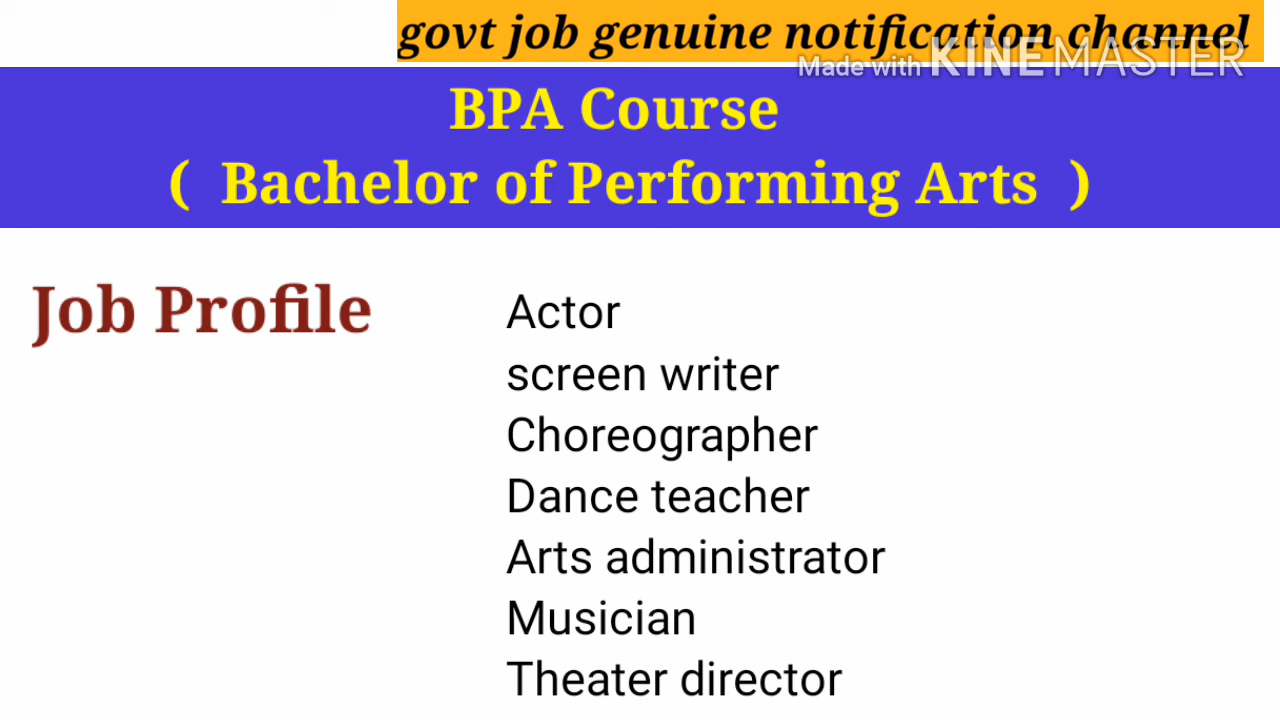 govt job genuine notification channel
Made with KINEMASTER
BPA Course
( Bachelor of Performing Arts )
Job Profile
Actor
screen writer
Choreographer
Dance teacher
Arts administrator
Musician
Theater director